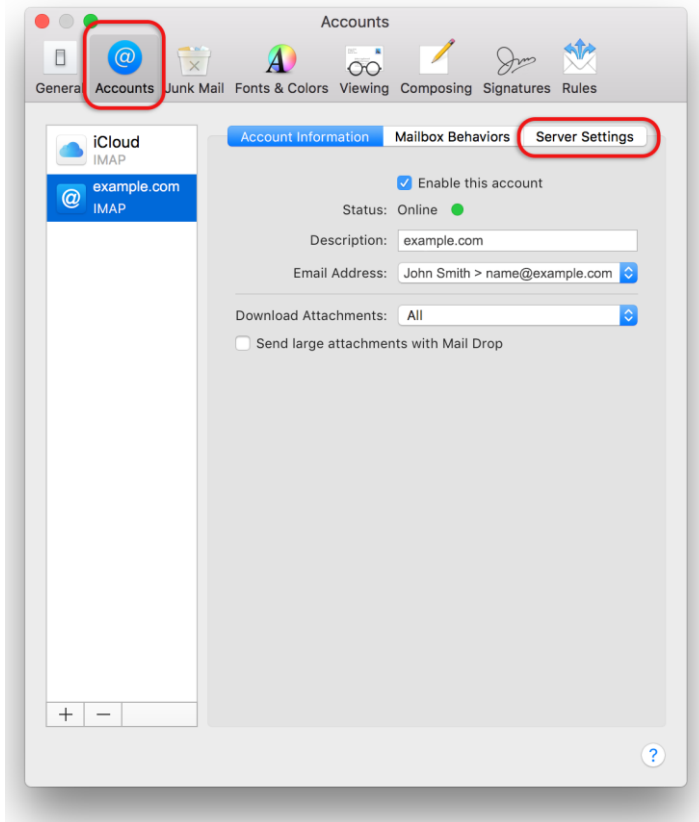 Accounts
General Accounts Junk Mail Fonts & Colors Viewing Composing Signatures Rules
iCloud
IMAP
example.com
IMAP
Account Information Mailbox Behaviors Server Settings
Enable this account
Status: Online
Description: example.com
Email Address: John Smith > name@example.com
Download Attachments: All
Send large attachments with Mail Drop
+ −
?